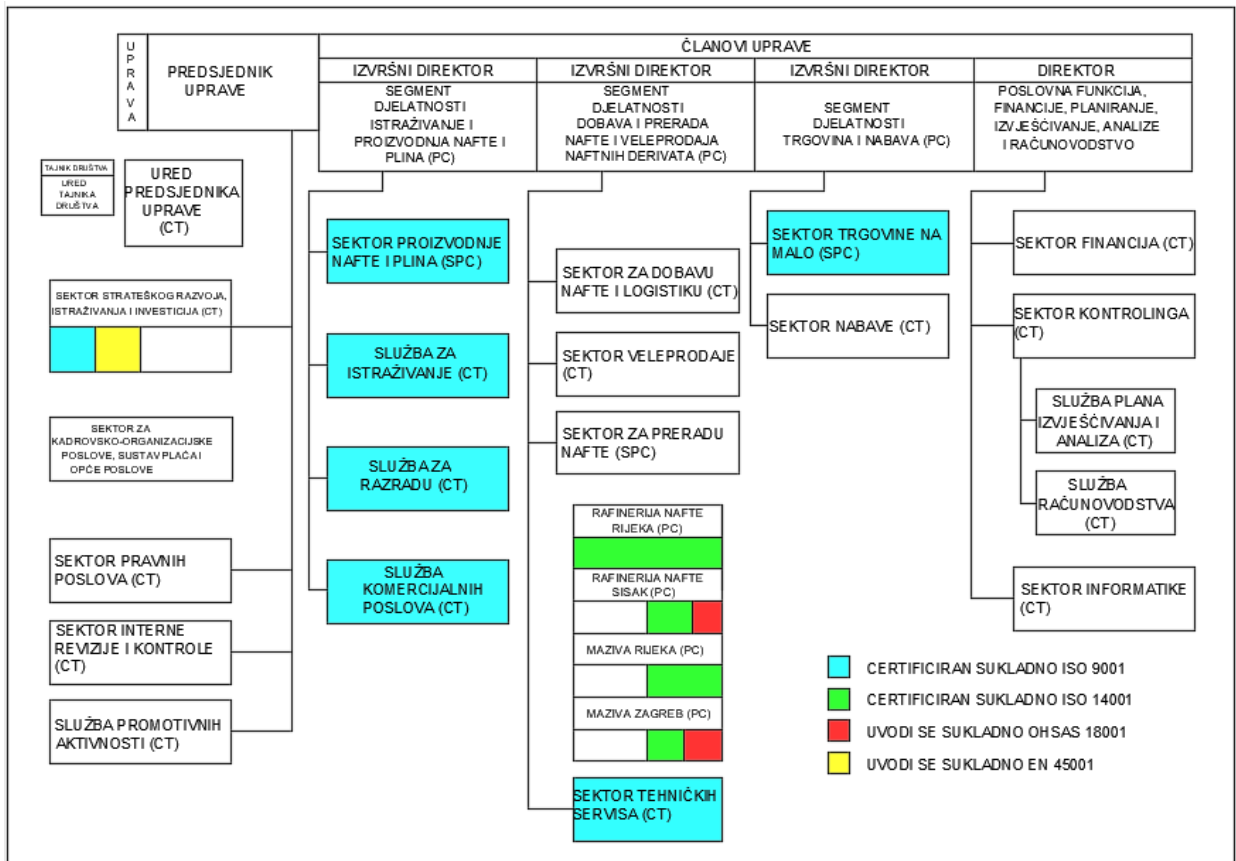 UPRAVA
PREDSJEDNIK
UPRAVE
ČLANOVI UPRAVE
IZVRŠNI DIREKTOR
SEGMENT
DJELATNOSTI
ISTRAŽIVANJE I
PROIZVODNJA NAFTE I
PLINA (PC)
IZVRŠNI DIREKTOR
SEGMENT
DJELATNOSTI
DOBAVA I PRERADA
NAFTE I VELEPRODAJA
NAFTNIH DERIVATA (PC)
IZVRŠNI DIREKTOR
SEGMENT
DJELATNOSTI
TRGOVINA I NABAVA (PC)
DIREKTOR
POSLOVNA FUNKCIJA,
FINANCIJE, PLANIRANJE,
IZVJEŠĆIVANJE, ANALIZE
I RAČUNOVODSTVO
TAJNIK DRUŠTVA
URED
TAJNIKA
DRUŠTVA
URED
PREDSJEDNIKA
UPRAVE
(CT)
SEKTOR STRATEŠKOG RAZVOJA,
ISTRAŽIVANJA I INVESTICIJA (CT)
SEKTOR ZA
KADROVSKO-ORGANIZACIJSKE
POSLOVE, SUSTAV PLAĆA I
OPĆE POSLOVE
SEKTOR PRAVNIH
POSLOVA (CT)
SEKTOR INTERNE
REVIZIJE I KONTROLE
(CT)
SLUŽBA PROMOTIVNIH
AKTIVNOSTI (CT)
SEKTOR PROIZVODNJE
NAFTE I PLINA (SPC)
SLUŽBA ZA
ISTRAŽIVANJE (CT)
SLUŽBA ZA
RAZRADU (CT)
SLUŽBA
KOMERCIJALNIH
POSLOVA (CT)
SEKTOR ZA DOBAVU
NAFTE I LOGISTIKU (CT)
SEKTOR VELEPRODAJE
(CT)
SEKTOR ZA PRERADU
NAFTE (SPC)
RAFINERIJA NAFTE
RIJEKA (PC)
RAFINERIJA NAFTE
SISAK (PC)
MAZIVA RIJEKA (PC)
MAZIVA ZAGREB (PC)
SEKTOR TEHNIČKIH
SERVISA (CT)
SEKTOR TRGOVINE NA
MALO (SPC)
SEKTOR NABAVE (CT)
SEKTOR FINANCIJA (CT)
SEKTOR KONTROLINGA
(CT)
SLUŽBA PLANA
IZVJEŠĆIVANJA I
ANALIZA (CT)
SLUŽBA
RAČUNOVODSTVA
(CT)
SEKTOR INFORMATIKE
(CT)
CERTIFICIRAN SUKLADNO ISO 9001
CERTIFICIRAN SUKLADNO ISO 14001
UVODI SE SUKLADNO OHSAS 18001
UVODI SE SUKLADNO EN 45001